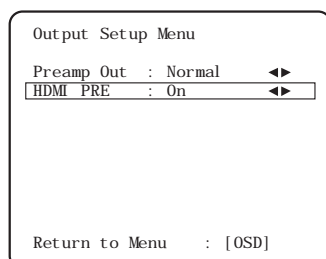 Output Setup Menu
Preamp Out : Normal ◄►
HDMI PRE : On ◄►
Return to Menu : [OSD]